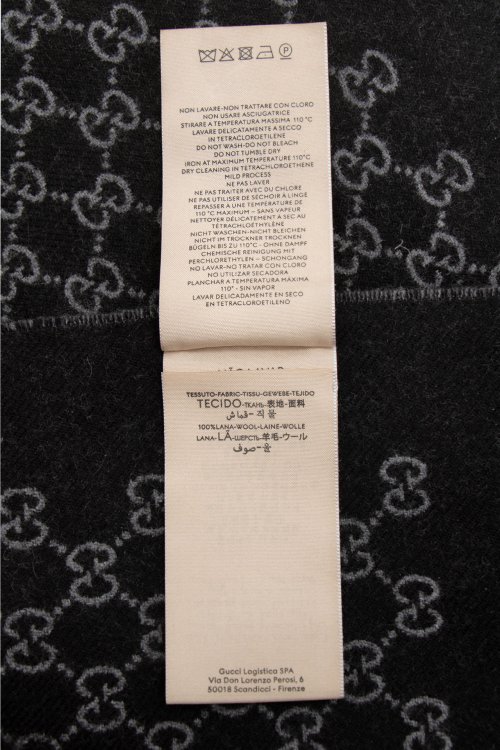 P
NON LAVARE-NON TRATTARE CON CLORO
NON USARE ASCIUGATRICE
STIRARE A TEMPERATURA MASSIMA 110 °C
LAVARE DELICATAMENTE A SECCO
IN TETRACLOROETILENE
DO NOT WASH-DO NOT BLEACH
DO NOT TUMBLE DRY
IRON AT MAXIMUM TEMPERATURE 110°C
DRY CLEANING IN TETRACHLOROETHENE
MILD PROCESS
NE PAS LAVER
NE PAS TRAITER AVEC DU CHLORE
NE PAS UTILISER DE SÉCHOIR À LINGE
REPASSER À UNE TEMPERATURE DE
110 °C MAXIMUM – SANS VAPEUR
NETTOYAGE DÉLICAT À SEC AU
TÉTRACHLOÉTHYLÈNE
NICHT WASCHEN-NICHT BLEICHEN
NICHT IM TROCKNER TROCKNEN
BÜGELN BIS ZU 110°C - OHNE DAMPF
CHEMISCHE REINIGUNG MIT
PERCHLORETHYLEN – SCHONGANG
NO LAVAR-NO TRATAR CON CLORO
NO UTILIZAR SECADORA
PLANCHAR A TEMPERATURA MÁXIMA
110° - SIN VAPOR
LAVAR DELICADAMENTE EN SECO
EN TETRACLOROETILENO
TESSUTO-FABRIC-TISSU-GEWEBE-TEJIDO
TECIDO-ТКАНЬ-表地-面料
قماش-직물
100%LANA-WOOL-LAINE-WOLLE
LANA-LÃ-ШЕРСТЬ-羊毛-ウール
صوف-울
Gucci Logistica SPA
Via Don Lorenzo Perosi, 6
50018 Scandicci - Firenze